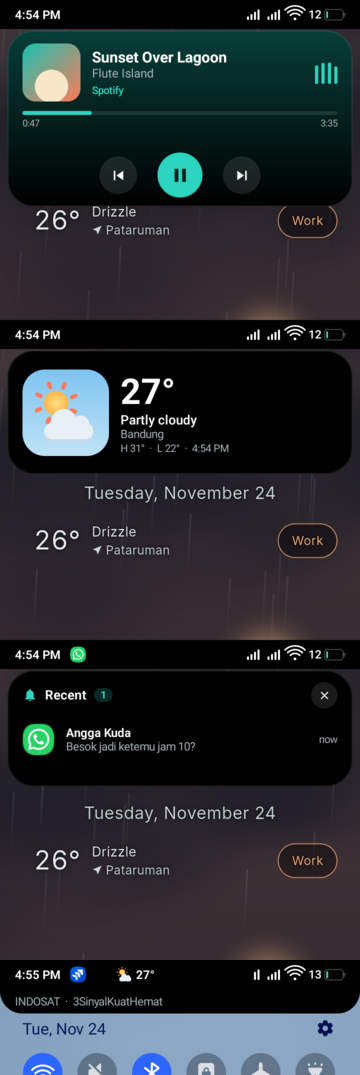 4:54 PM 12
Sunset Over Lagoon
Flute Island
Spotify
0:47 3:35
26° Drizzle
Pataruman
Work
4:54 PM 12
27°
Partly cloudy
Bandung
H 31° · L 22° · 4:54 PM
Tuesday, November 24
26° Drizzle
Pataruman
Work
4:54 PM 12
Recent 1
Angga Kuda
Besok jadi ketemu jam 10?
now
Tuesday, November 24
26° Drizzle
Pataruman
Work
4:55 PM 27° 13
INDOSAT · 3SinyalKuatHemat
Tue, Nov 24